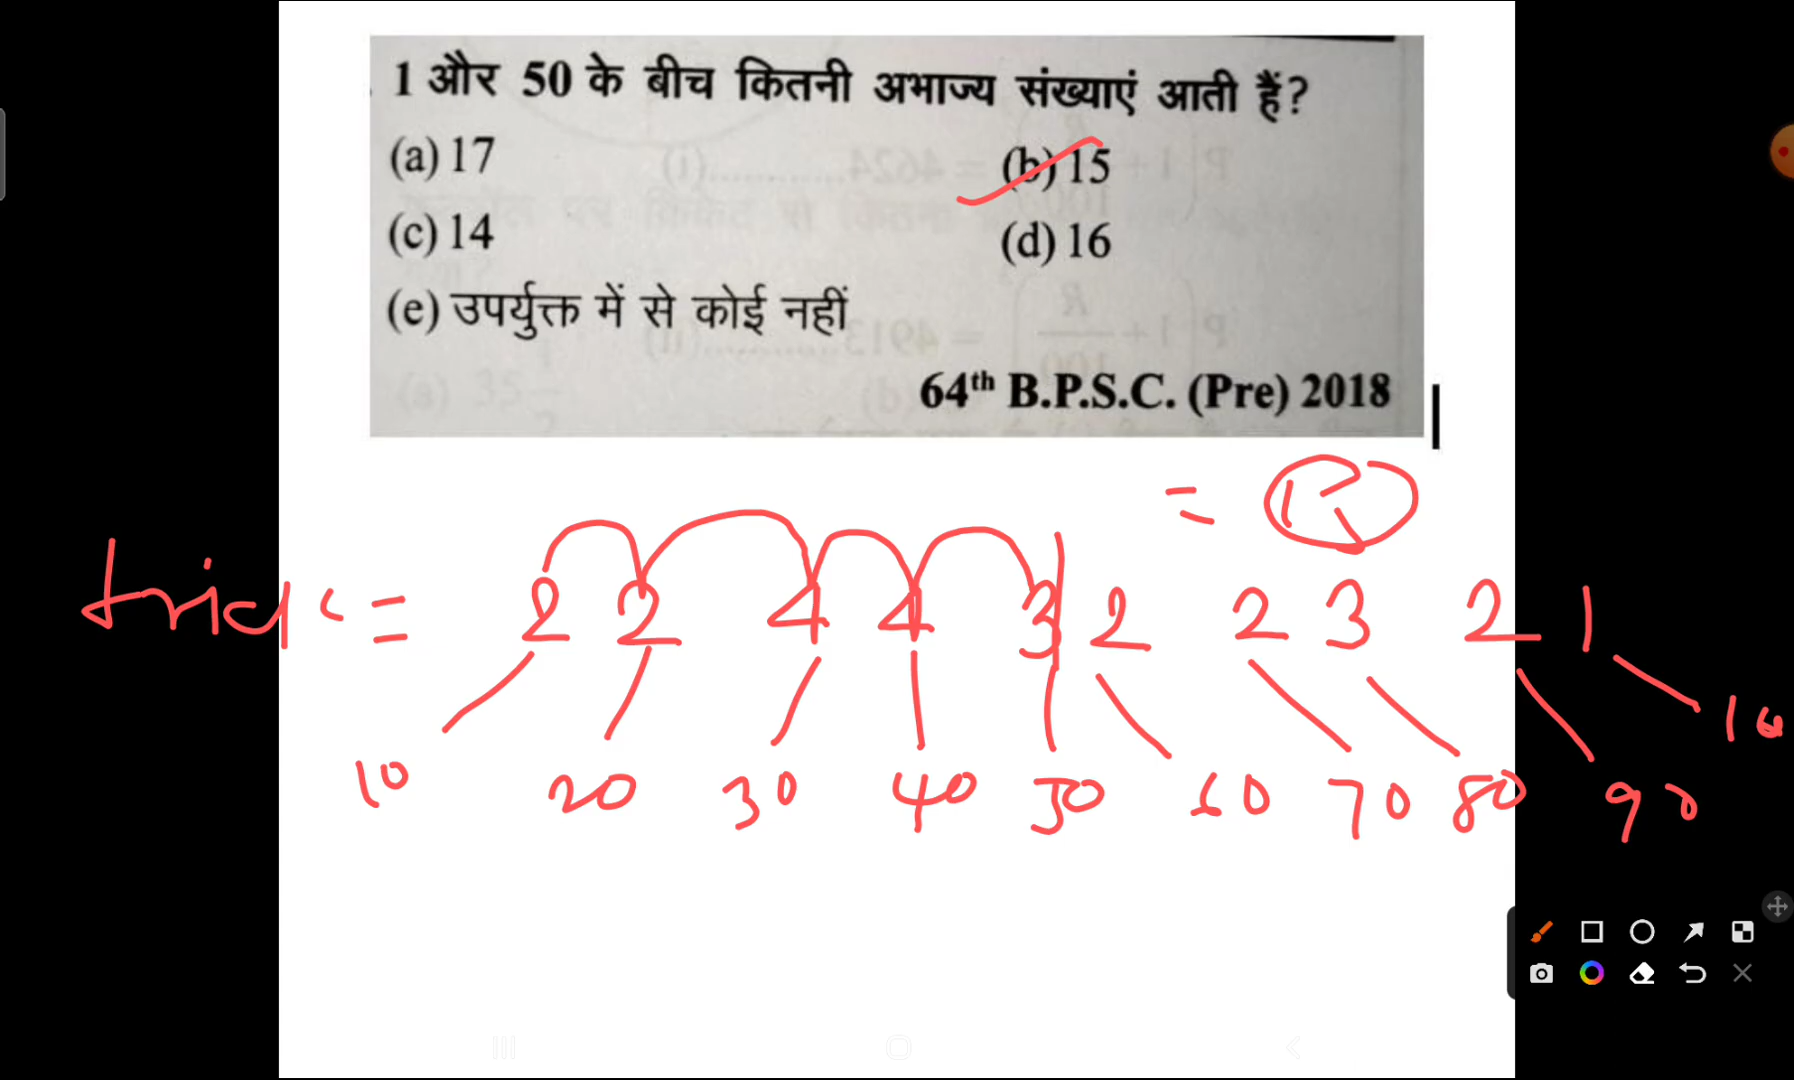 1 और 50 के बीच कितनी अभाज्य संख्याएं आती हैं?
(a) 17 (b) 15
(c) 14 (d) 16
(e) उपर्युक्त में से कोई नहीं
64th B.P.S.C. (Pre) 2018
= 15
trick = 2 2 4 4 3 2 2 3 2 1
10 20 30 40 50 60 70 80 90